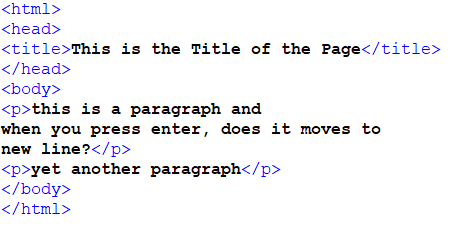 <html>
<head>
<title>This is the Title of the Page</title>
</head>
<body>
<p>this is a paragraph and
when you press enter, does it moves to
new line?</p>
<p>yet another paragraph</p>
</body>
</html>